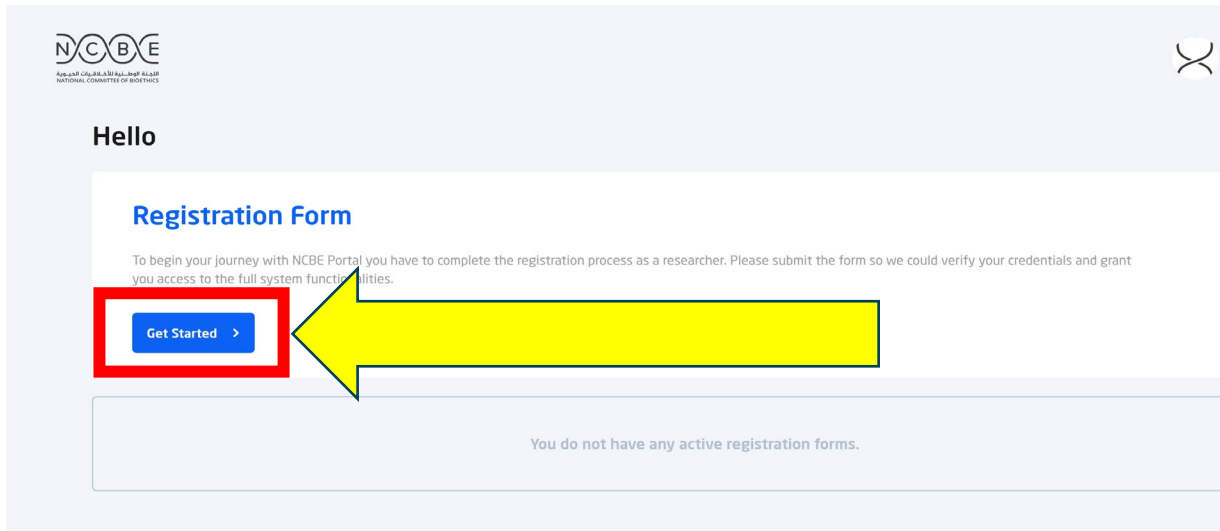 NCBE
اللجنة الوطنية للأخلاقيات الحيوية
NATIONAL COMMITTEE OF BIOETHICS
Hello
Registration Form
To begin your journey with NCBE Portal you have to complete the registration process as a researcher. Please submit the form so we could verify your credentials and grant
you access to the full system functionalities.
Get Started >
You do not have any active registration forms.